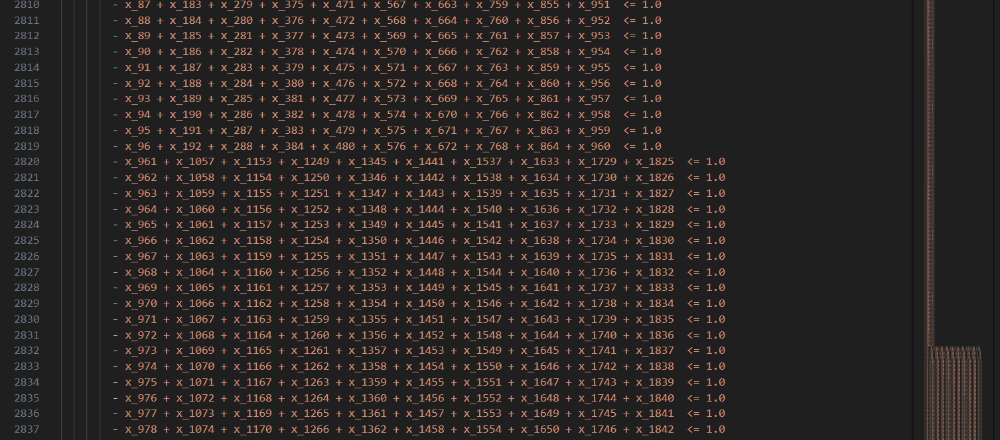 2810 - x_87 + x_183 + x_279 + x_375 + x_471 + x_567 + x_663 + x_759 + x_855 + x_951 <= 1.0
2811 - x_88 + x_184 + x_280 + x_376 + x_472 + x_568 + x_664 + x_760 + x_856 + x_952 <= 1.0
2812 - x_89 + x_185 + x_281 + x_377 + x_473 + x_569 + x_665 + x_761 + x_857 + x_953 <= 1.0
2813 - x_90 + x_186 + x_282 + x_378 + x_474 + x_570 + x_666 + x_762 + x_858 + x_954 <= 1.0
2814 - x_91 + x_187 + x_283 + x_379 + x_475 + x_571 + x_667 + x_763 + x_859 + x_955 <= 1.0
2815 - x_92 + x_188 + x_284 + x_380 + x_476 + x_572 + x_668 + x_764 + x_860 + x_956 <= 1.0
2816 - x_93 + x_189 + x_285 + x_381 + x_477 + x_573 + x_669 + x_765 + x_861 + x_957 <= 1.0
2817 - x_94 + x_190 + x_286 + x_382 + x_478 + x_574 + x_670 + x_766 + x_862 + x_958 <= 1.0
2818 - x_95 + x_191 + x_287 + x_383 + x_479 + x_575 + x_671 + x_767 + x_863 + x_959 <= 1.0
2819 - x_96 + x_192 + x_288 + x_384 + x_480 + x_576 + x_672 + x_768 + x_864 + x_960 <= 1.0
2820 - x_961 + x_1057 + x_1153 + x_1249 + x_1345 + x_1441 + x_1537 + x_1633 + x_1729 + x_1825 <= 1.0
2821 - x_962 + x_1058 + x_1154 + x_1250 + x_1346 + x_1442 + x_1538 + x_1634 + x_1730 + x_1826 <= 1.0
2822 - x_963 + x_1059 + x_1155 + x_1251 + x_1347 + x_1443 + x_1539 + x_1635 + x_1731 + x_1827 <= 1.0
2823 - x_964 + x_1060 + x_1156 + x_1252 + x_1348 + x_1444 + x_1540 + x_1636 + x_1732 + x_1828 <= 1.0
2824 - x_965 + x_1061 + x_1157 + x_1253 + x_1349 + x_1445 + x_1541 + x_1637 + x_1733 + x_1829 <= 1.0
2825 - x_966 + x_1062 + x_1158 + x_1254 + x_1350 + x_1446 + x_1542 + x_1638 + x_1734 + x_1830 <= 1.0
2826 - x_967 + x_1063 + x_1159 + x_1255 + x_1351 + x_1447 + x_1543 + x_1639 + x_1735 + x_1831 <= 1.0
2827 - x_968 + x_1064 + x_1160 + x_1256 + x_1352 + x_1448 + x_1544 + x_1640 + x_1736 + x_1832 <= 1.0
2828 - x_969 + x_1065 + x_1161 + x_1257 + x_1353 + x_1449 + x_1545 + x_1641 + x_1737 + x_1833 <= 1.0
2829 - x_970 + x_1066 + x_1162 + x_1258 + x_1354 + x_1450 + x_1546 + x_1642 + x_1738 + x_1834 <= 1.0
2830 - x_971 + x_1067 + x_1163 + x_1259 + x_1355 + x_1451 + x_1547 + x_1643 + x_1739 + x_1835 <= 1.0
2831 - x_972 + x_1068 + x_1164 + x_1260 + x_1356 + x_1452 + x_1548 + x_1644 + x_1740 + x_1836 <= 1.0
2832 - x_973 + x_1069 + x_1165 + x_1261 + x_1357 + x_1453 + x_1549 + x_1645 + x_1741 + x_1837 <= 1.0
2833 - x_974 + x_1070 + x_1166 + x_1262 + x_1358 + x_1454 + x_1550 + x_1646 + x_1742 + x_1838 <= 1.0
2834 - x_975 + x_1071 + x_1167 + x_1263 + x_1359 + x_1455 + x_1551 + x_1647 + x_1743 + x_1839 <= 1.0
2835 - x_976 + x_1072 + x_1168 + x_1264 + x_1360 + x_1456 + x_1552 + x_1648 + x_1744 + x_1840 <= 1.0
2836 - x_977 + x_1073 + x_1169 + x_1265 + x_1361 + x_1457 + x_1553 + x_1649 + x_1745 + x_1841 <= 1.0
2837 - x_978 + x_1074 + x_1170 + x_1266 + x_1362 + x_1458 + x_1554 + x_1650 + x_1746 + x_1842 <= 1.0